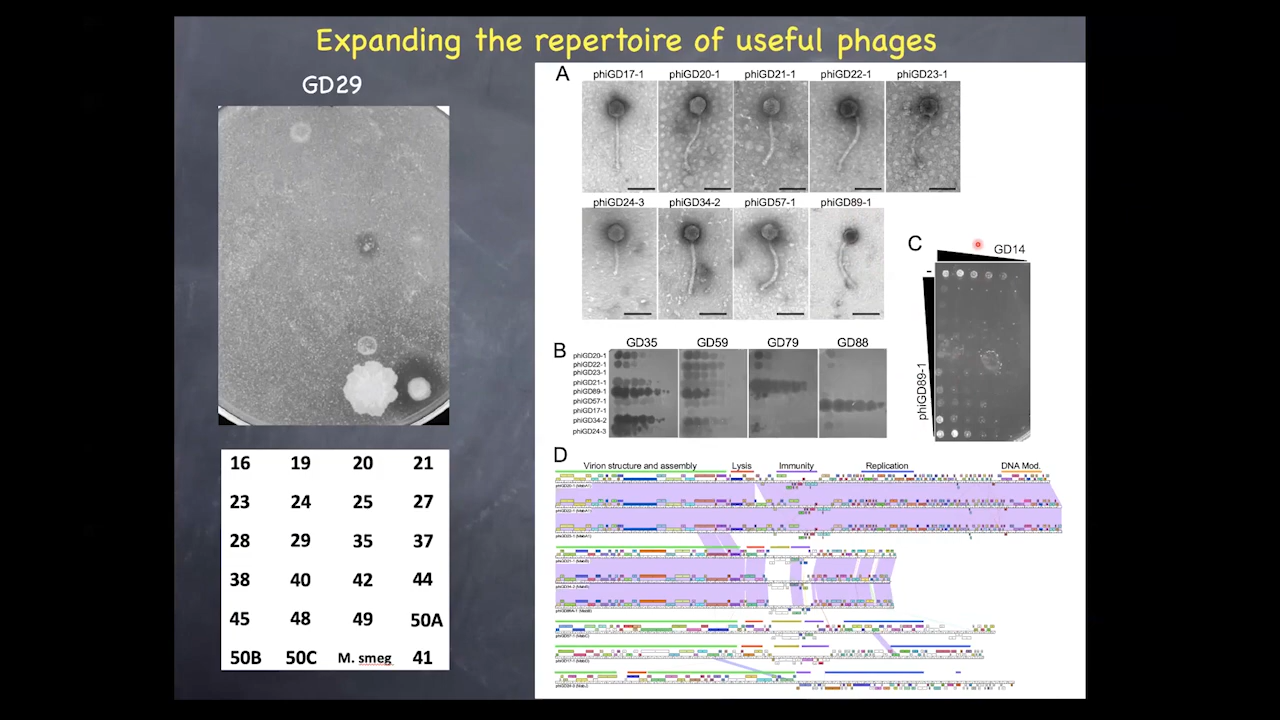 Expanding the repertoire of useful phages
GD29
16 19 20 21
23 24 25 27
28 29 35 37
38 40 42 44
45 48 49 50A
50B 50C M. smeg 41
A
phiGD17-1 phiGD20-1 phiGD21-1 phiGD22-1 phiGD23-1
phiGD24-3 phiGD34-2 phiGD57-1 phiGD89-1
B
GD35 GD59 GD79 GD88
phiGD20-1
phiGD22-1
phiGD23-1
phiGD21-1
phiGD89-1
phiGD57-1
phiGD17-1
phiGD34-2
phiGD24-3
C
GD14
-
phiGD89-1
D
Virion structure and assembly Lysis Immunity Replication DNA Mod.